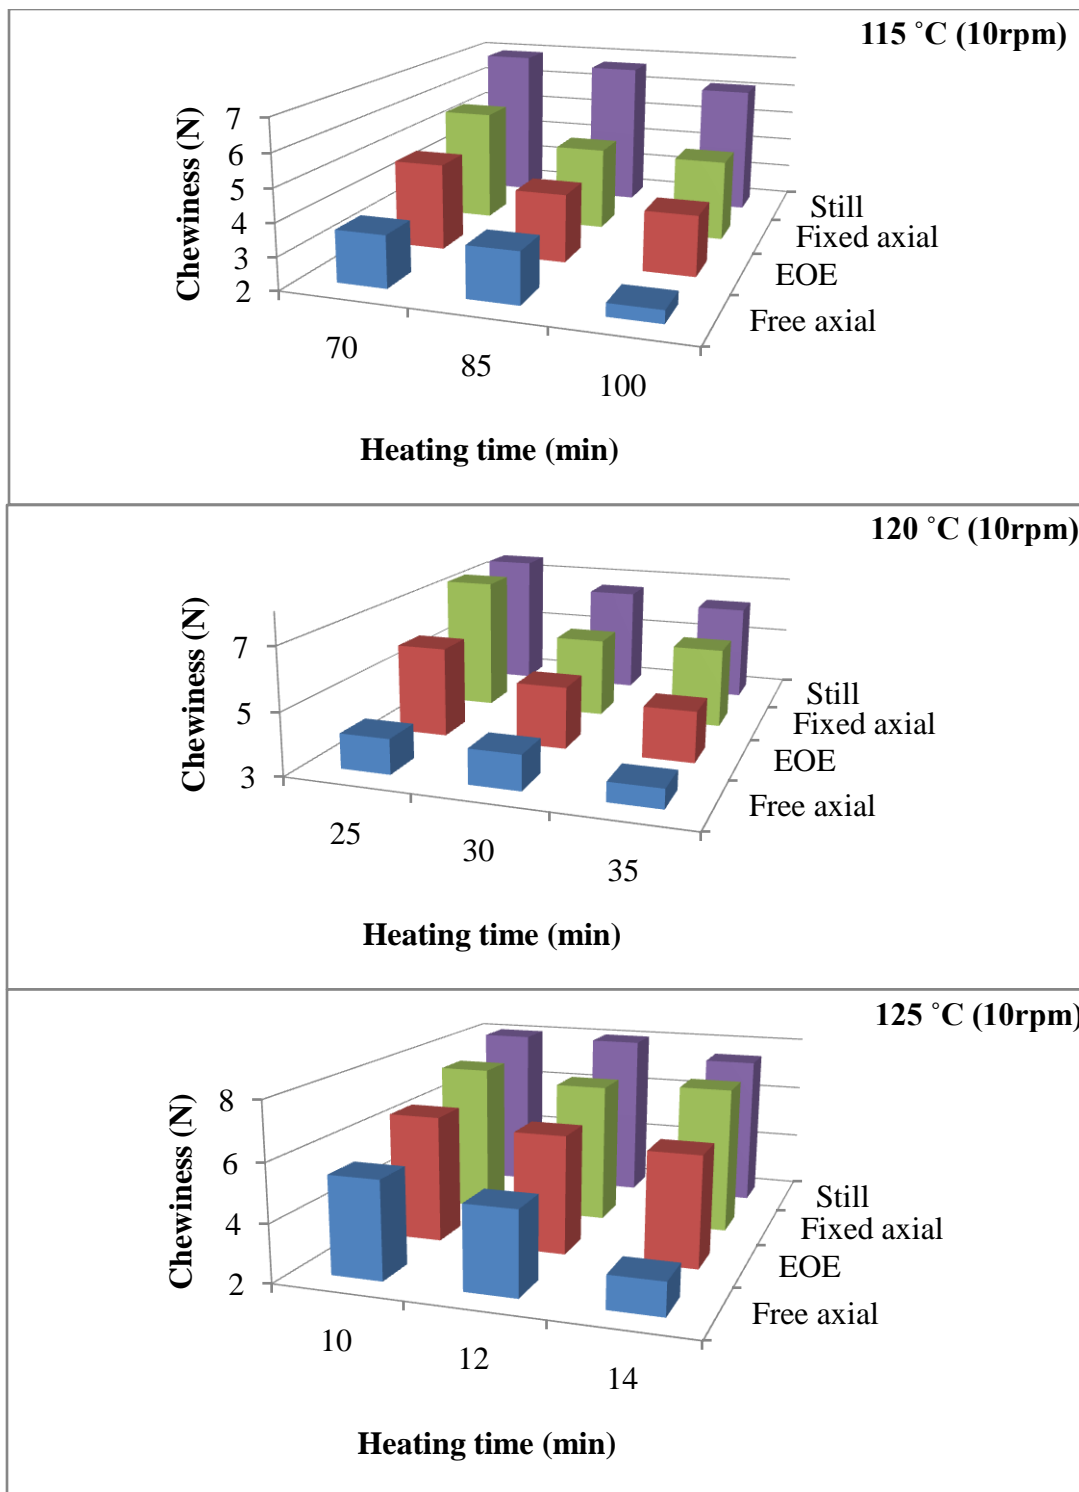 115 ˚C (10rpm)
Chewiness (N)
7
6
5
4
3
2
Still
Fixed axial
EOE
Free axial
70
85
100
Heating time (min)
120 ˚C (10rpm)
Chewiness (N)
7
5
3
Still
Fixed axial
EOE
Free axial
25
30
35
Heating time (min)
125 ˚C (10rpm)
Chewiness (N)
8
6
4
2
Still
Fixed axial
EOE
Free axial
10
12
14
Heating time (min)